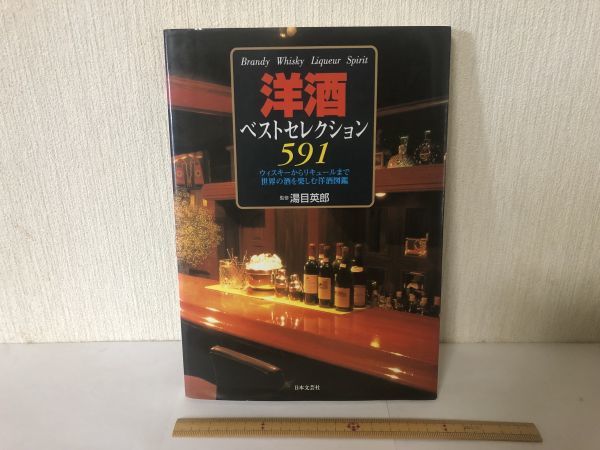 Brandy Whisky Liqueur Spirit
洋酒
ベストセレクション
591
ウィスキーからリキュールまで
世界の酒を楽しむ洋酒図鑑
監修 湯目英郎
日本文芸社